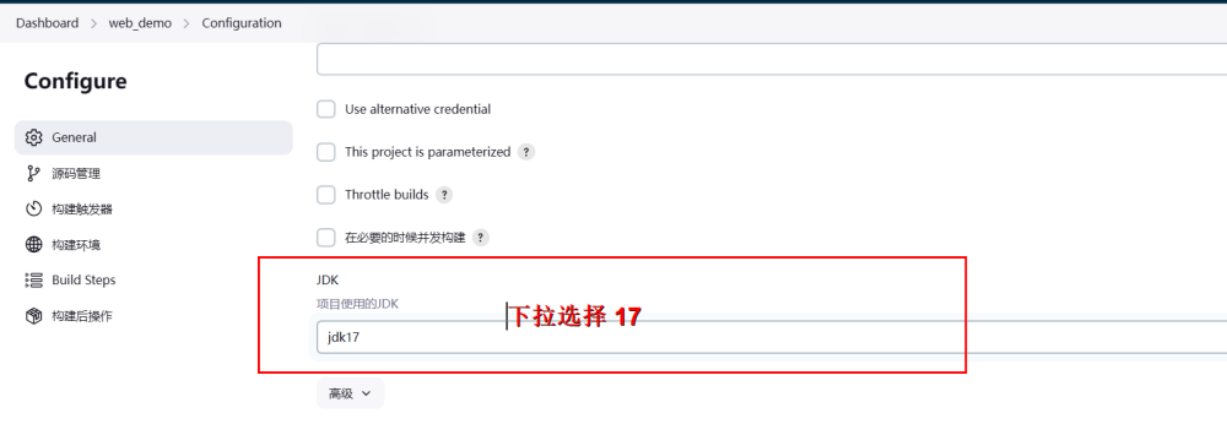 Dashboard > web_demo > Configuration
Configure
General
源码管理
构建触发器
构建环境
Build Steps
构建后操作
Use alternative credential
This project is parameterized ?
Throttle builds ?
在必要的时候并发构建 ?
JDK
项目使用的JDK
下拉选择 17
jdk17
高级